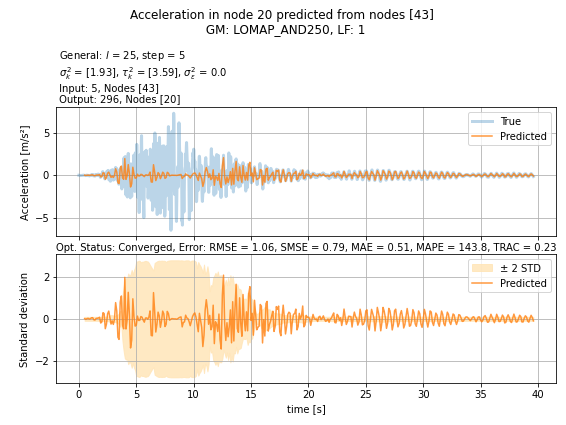 Acceleration in node 20 predicted from nodes [43]
GM: LOMAP_AND250, LF: 1
General: l = 25, step = 5
σ²ₖ = [1.93], τ²ₖ = [3.59], σ²ε = 0.0
Input: 5, Nodes [43]
Output: 296, Nodes [20]
Acceleration [m/s²]
5
0
−5
True
Predicted
Opt. Status: Converged, Error: RMSE = 1.06, SMSE = 0.79, MAE = 0.51, MAPE = 143.8, TRAC = 0.23
Standard deviation
2
0
−2
± 2 STD
Predicted
0 5 10 15 20 25 30 35 40
time [s]